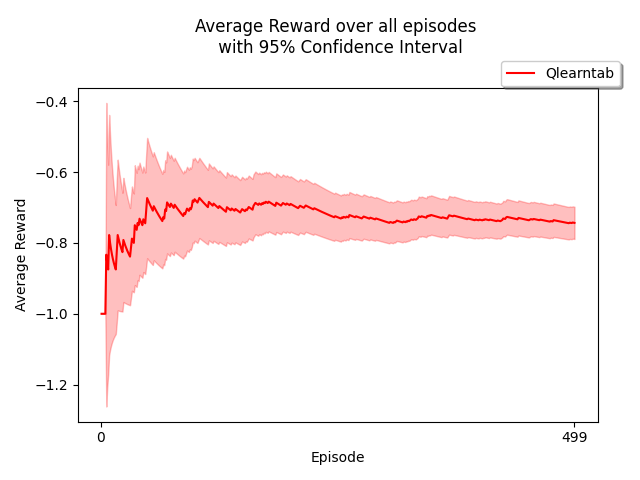 Average Reward over all episodes
with 95% Confidence Interval
Qlearntab
Average Reward
−0.4
−0.6
−0.8
−1.0
−1.2
0
499
Episode